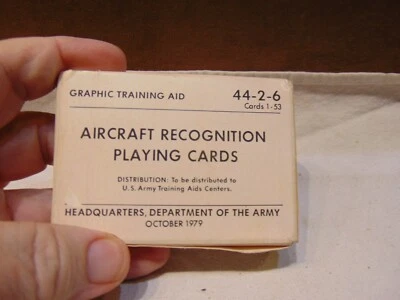 GRAPHIC TRAINING AID 44-2-6
Cards 1-53
AIRCRAFT RECOGNITION
PLAYING CARDS
DISTRIBUTION: To be distributed to
U.S. Army Training Aids Centers.
HEADQUARTERS, DEPARTMENT OF THE ARMY
OCTOBER 1979